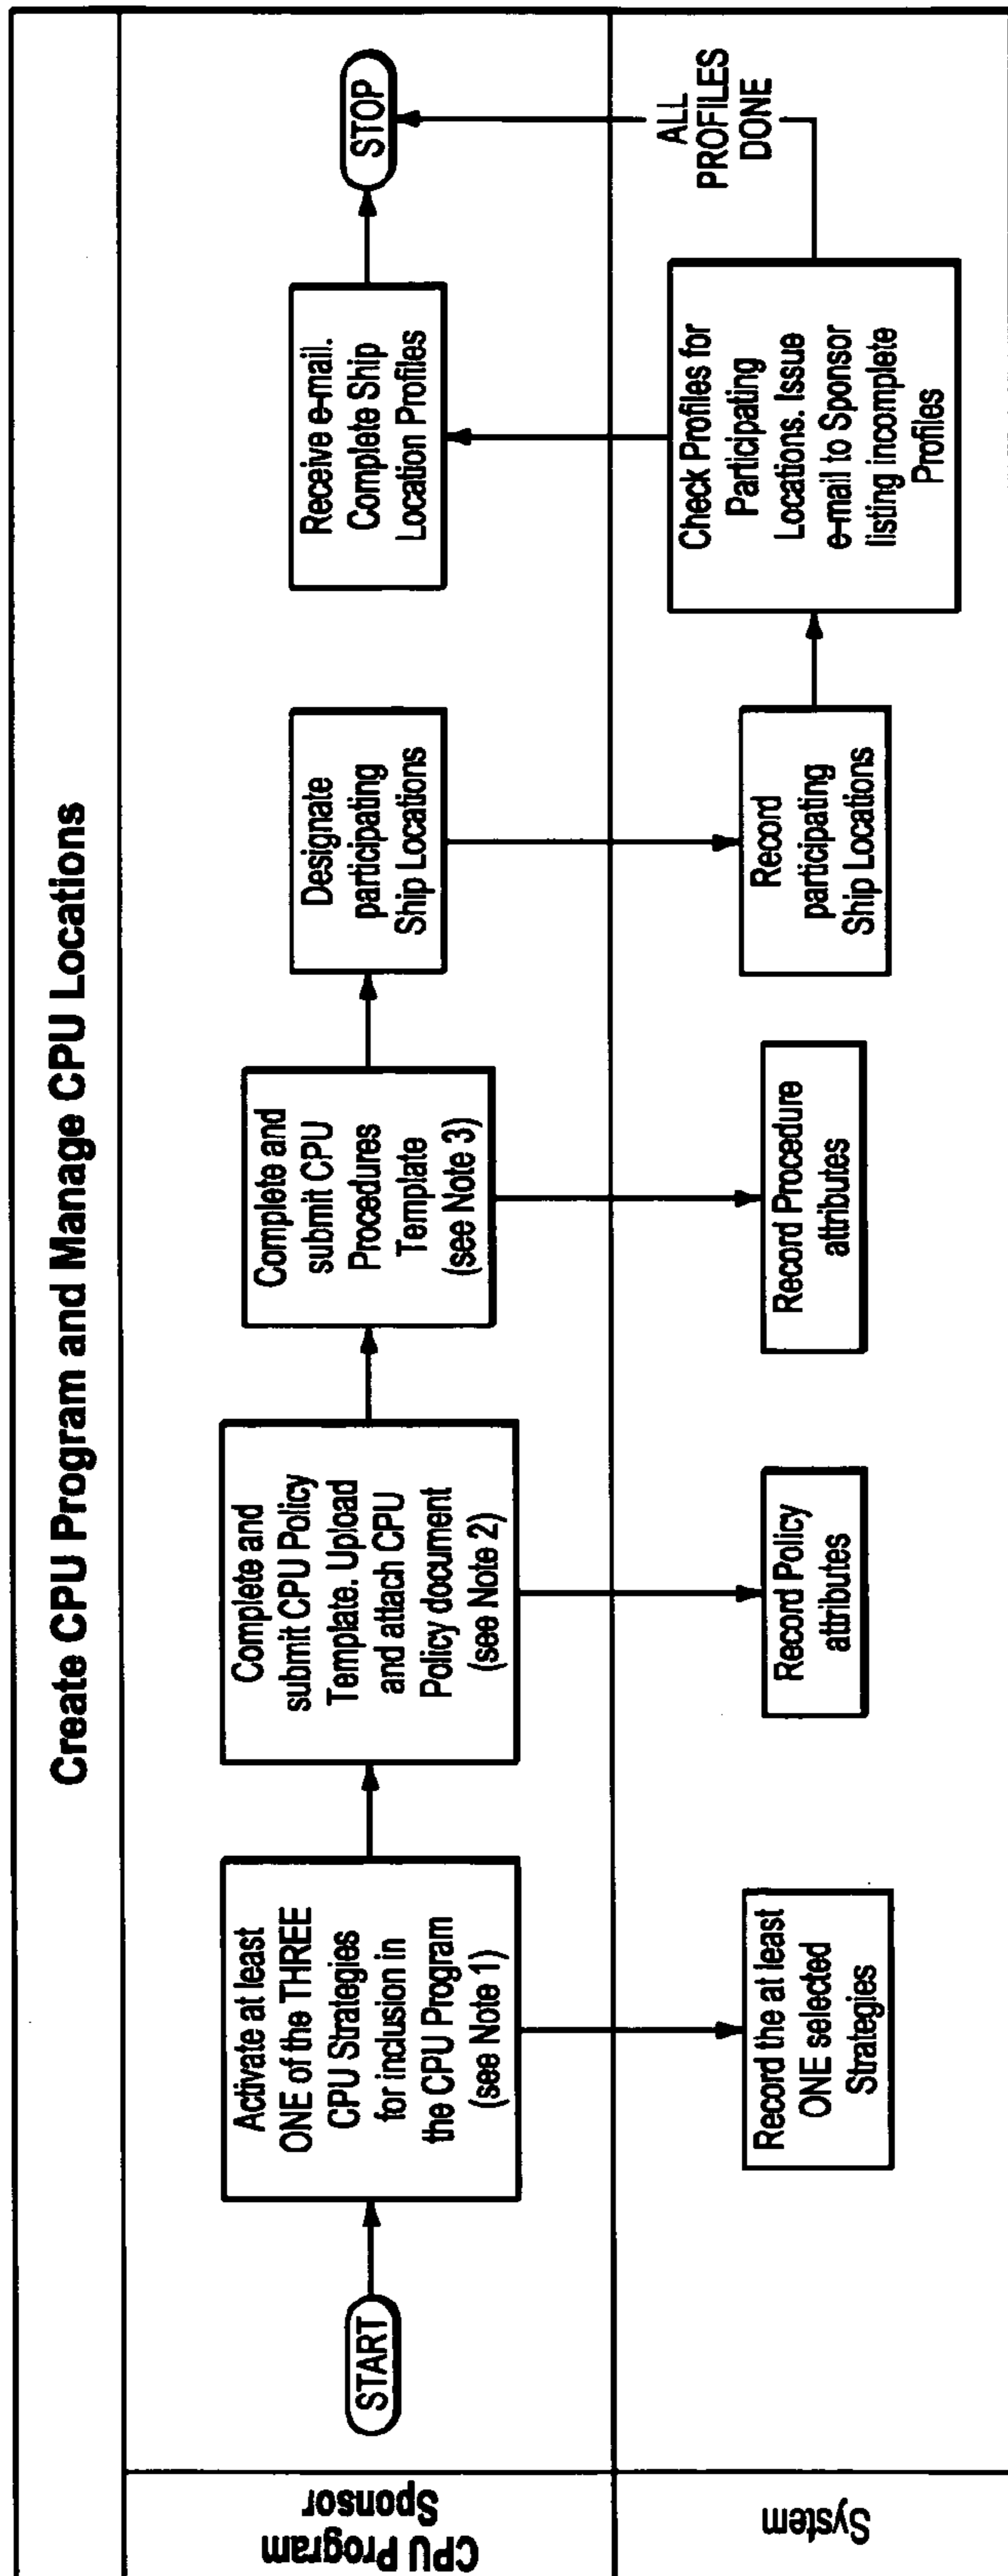 Create CPU Program and Manage CPU Locations
CPU Program
Sponsor
START
Activate at least
ONE of the THREE
CPU Strategies
for inclusion in
the CPU Program
(see Note 1)
Complete and
submit CPU Policy
Template. Upload
and attach CPU
Policy document
(see Note 2)
Complete and
submit CPU
Procedures
Template
(see Note 3)
Designate
participating
Ship Locations
Receive e-mail.
Complete Ship
Location Profiles
STOP
System
Record the at least
ONE selected
Strategies
Record Policy
attributes
Record Procedure
attributes
Record
participating
Ship Locations
Check Profiles for
Participating
Locations. Issue
e-mail to Sponsor
listing incomplete
Profiles
ALL
PROFILES
DONE